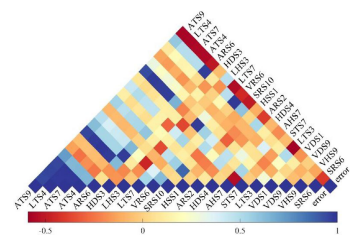 ATS9
LTS4
ATS7
ATS4
ARS6
HDS3
LHS3
LTS7
VRS6
SRS10
HSS1
ARS2
HDS4
AHS7
STS7
LTS3
VDS1
VDS9
VHS9
SRS6
error
ATS9
LTS4
ATS7
ATS4
ARS6
HDS3
LHS3
LTS7
VRS6
SRS10
HSS1
ARS2
HDS4
AHS7
STS7
LTS3
VDS1
VDS9
VHS9
SRS6
error
-0.5 0 0.5 1